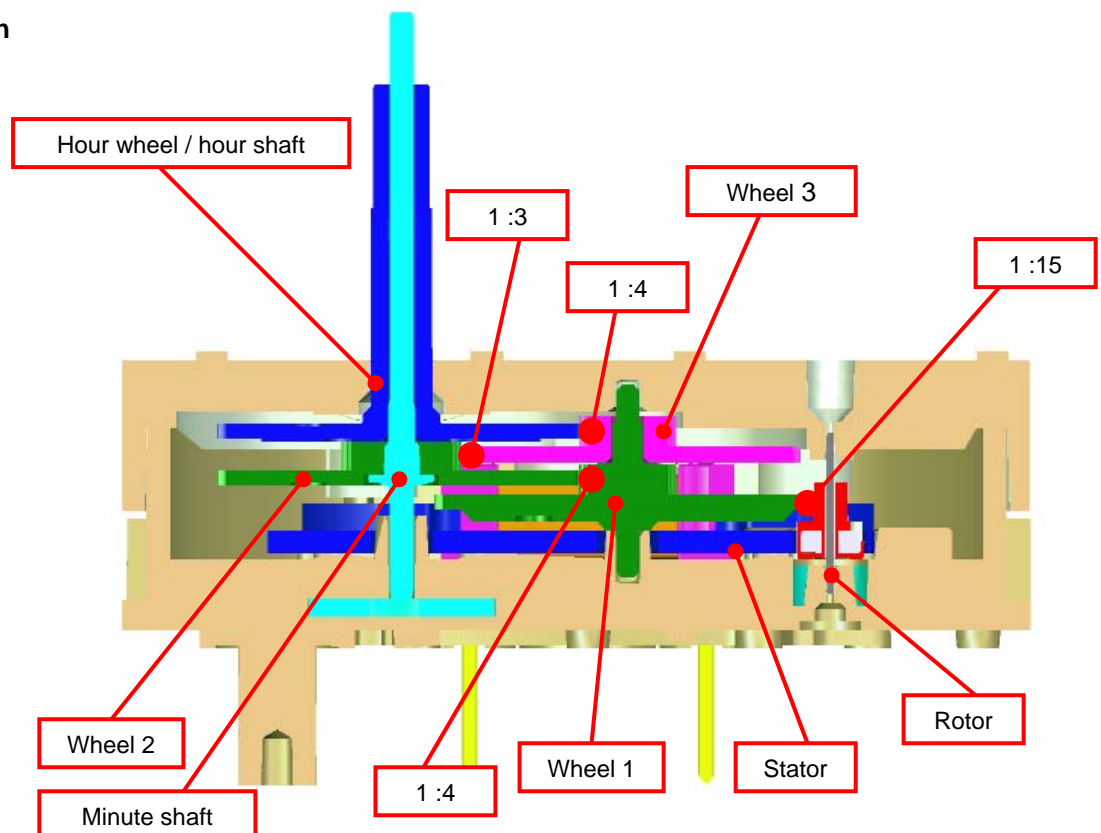 n
Hour wheel / hour shaft
Wheel 3
1 :3
1 :15
1 :4
Rotor
Wheel 2
Wheel 1
Stator
1 :4
Minute shaft